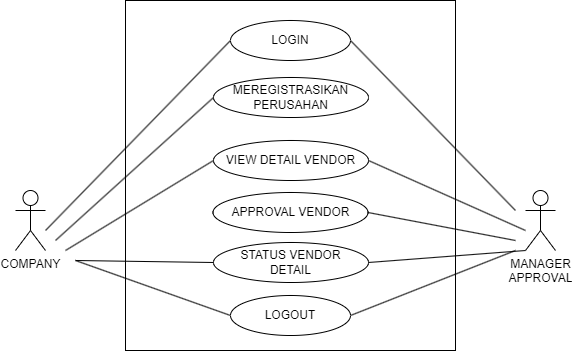 LOGIN
MEREGISTRASIKAN
PERUSAHAN
VIEW DETAIL VENDOR
APPROVAL VENDOR
STATUS VENDOR
DETAIL
LOGOUT
COMPANY
MANAGER
APPROVAL